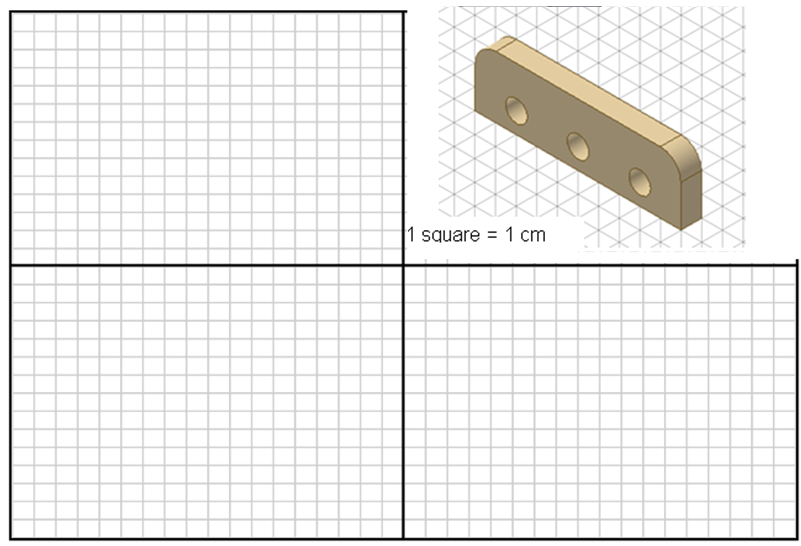 1 square = 1 cm